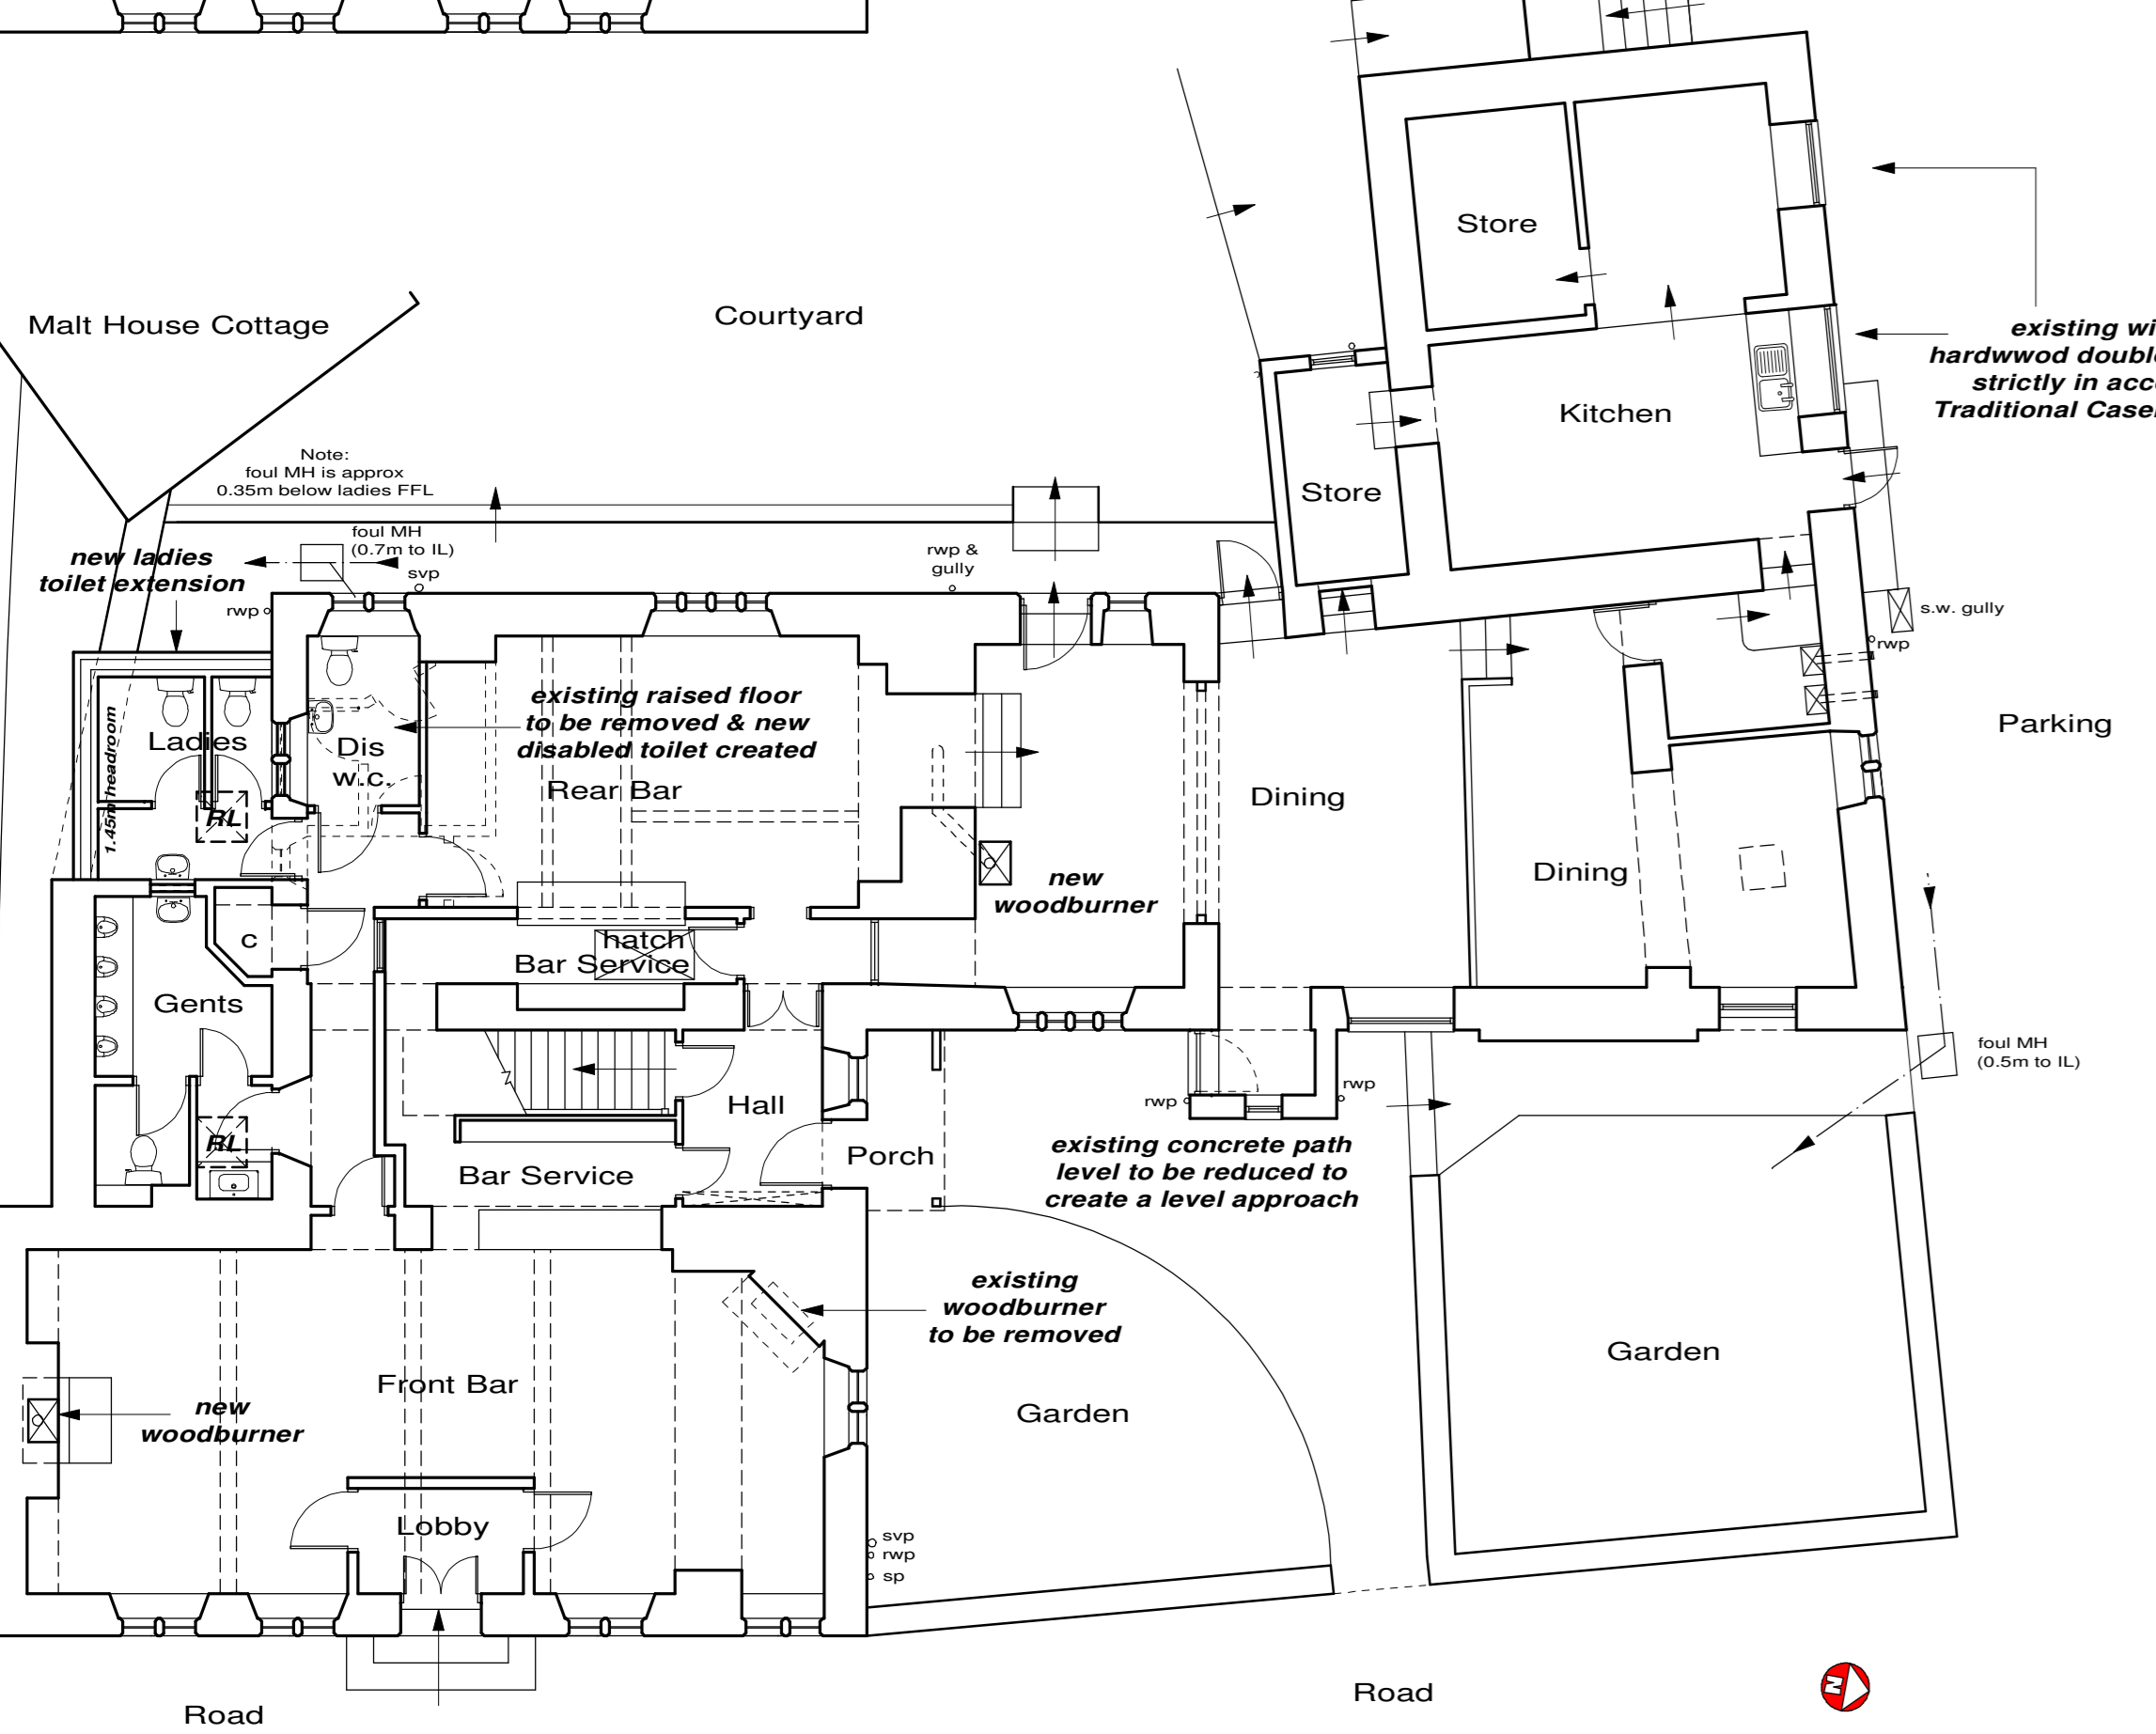 Store
Malt House Cottage
Courtyard
existing wi
hardwwod double
strictly in acc
Traditional Case
Kitchen
Note:
foul MH is approx
0.35m below ladies FFL
Store
foul MH
(0.7m to IL)
svp
rwp &
gully
new ladies
toilet extension
rwp
s.w. gully
rwp
existing raised floor
to be removed & new
disabled toilet created
Parking
1.45m headroom
Ladies
Dis
w.c.
Rear Bar
RL
Dining
Dining
new
woodburner
c
hatch
Bar Service
Gents
foul MH
(0.5m to IL)
Hall
rwp
rwp
RL
Bar Service
Porch
existing concrete path
level to be reduced to
create a level approach
existing
woodburner
to be removed
Garden
Front Bar
new
woodburner
Garden
Lobby
svp
rwp
sp
Road
Road
N